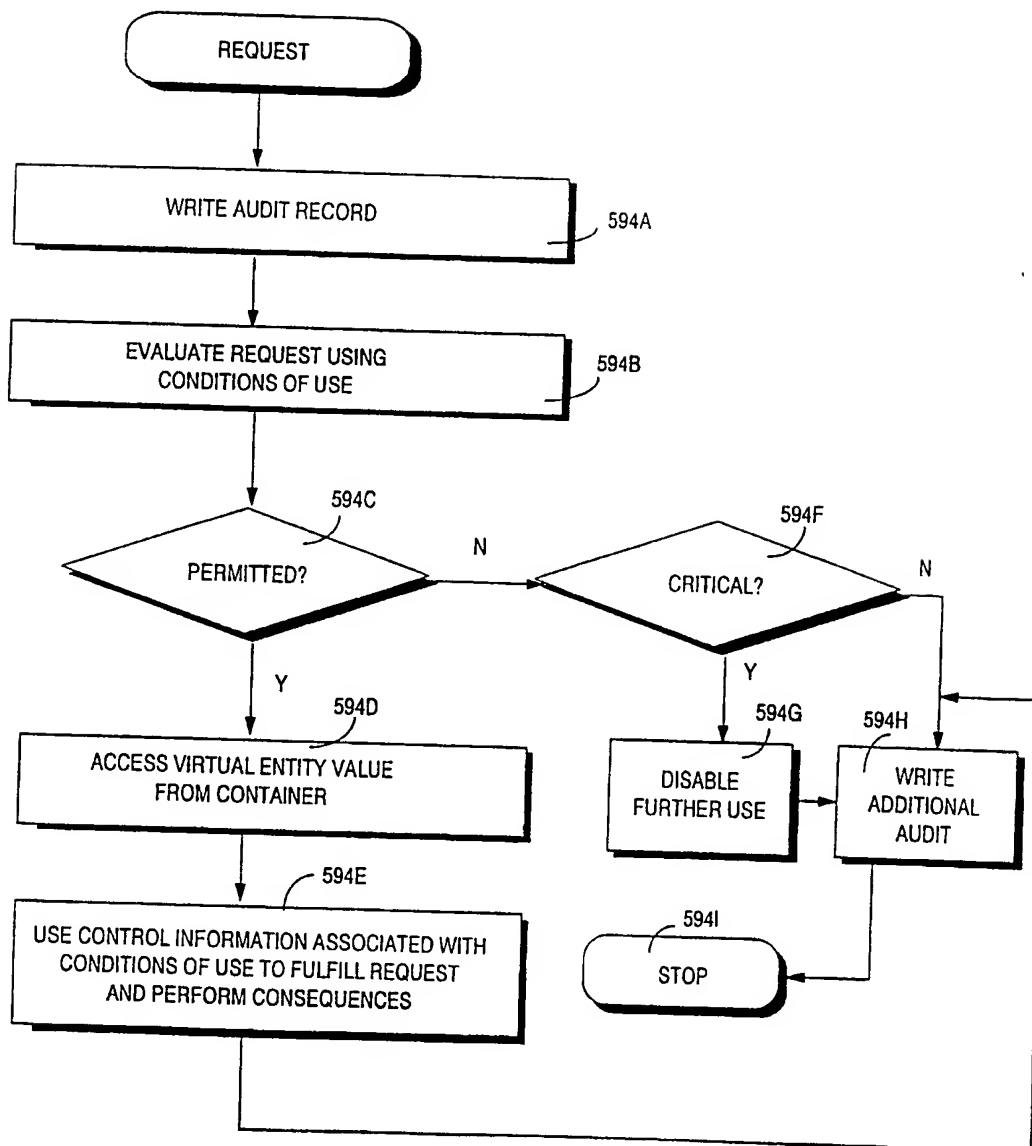 REQUEST
WRITE AUDIT RECORD
594A
EVALUATE REQUEST USING
CONDITIONS OF USE
594B
594C
PERMITTED?
N
594F
CRITICAL?
N
Y
594D
ACCESS VIRTUAL ENTITY VALUE
FROM CONTAINER
Y
594G
DISABLE
FURTHER USE
594H
WRITE
ADDITIONAL
AUDIT
594E
USE CONTROL INFORMATION ASSOCIATED WITH
CONDITIONS OF USE TO FULFILL REQUEST
AND PERFORM CONSEQUENCES
594I
STOP